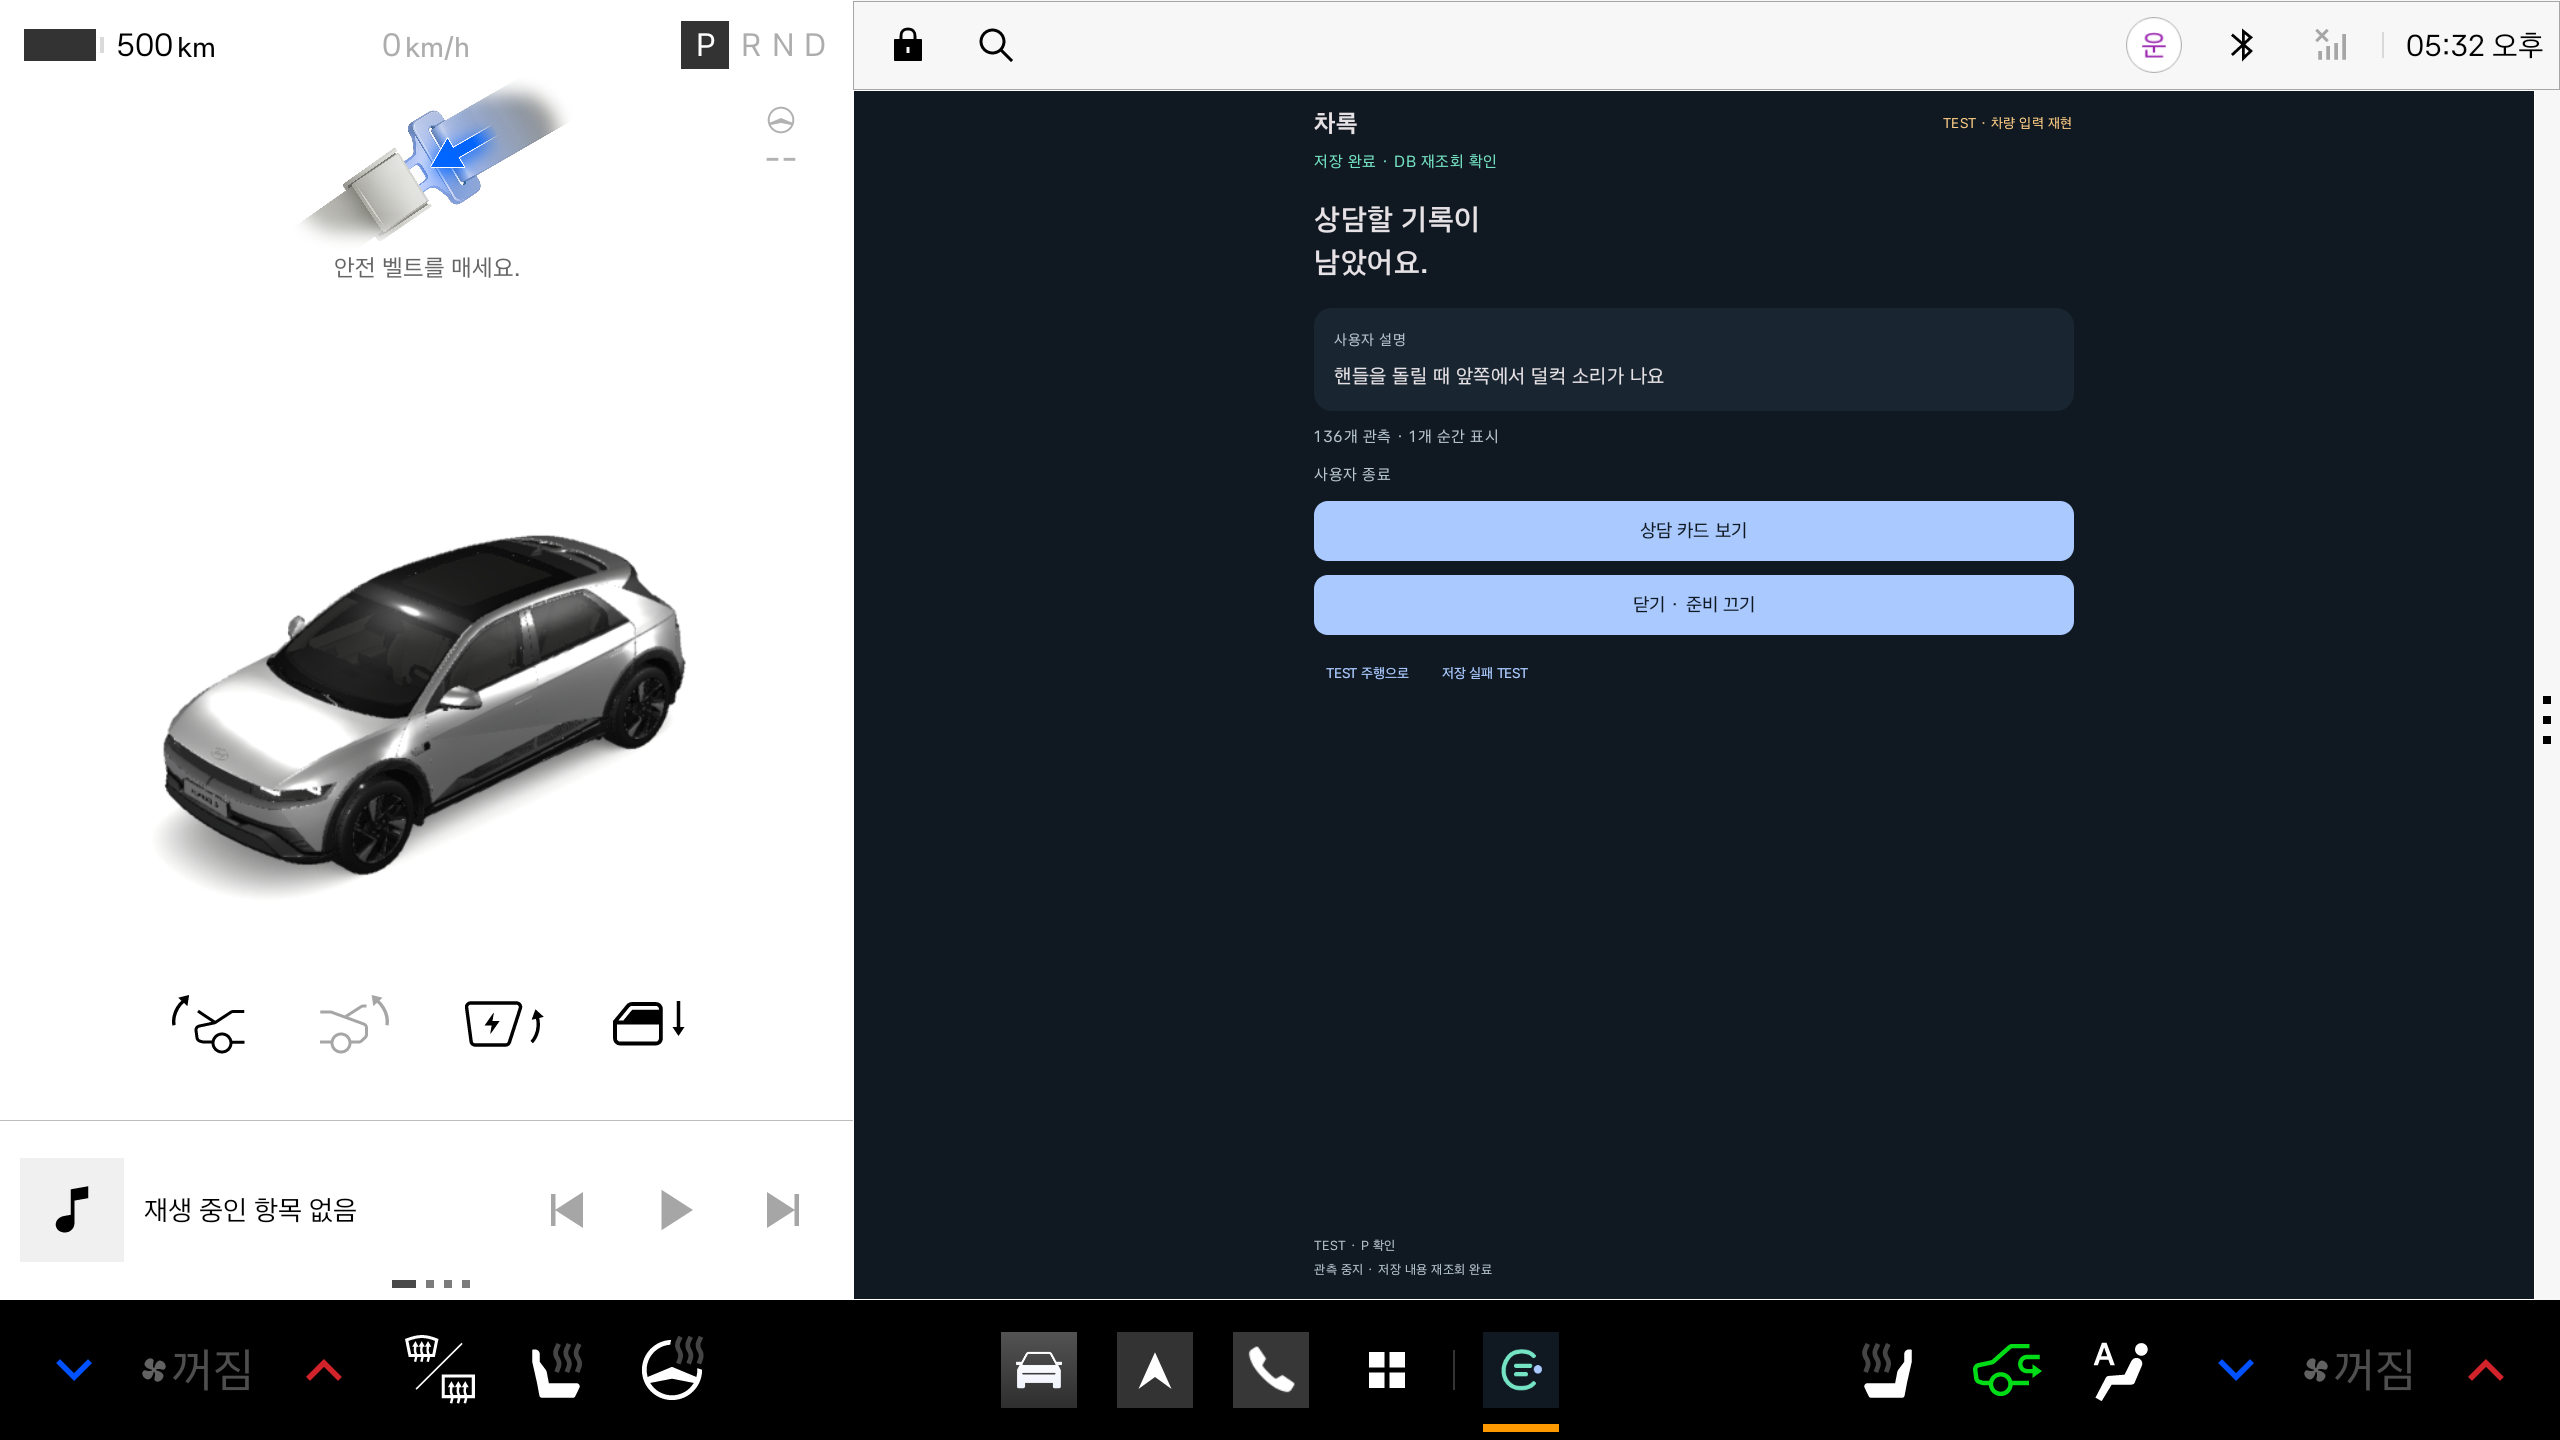 500 km
0 km/h
P R N D
운
05:32 오후
안전 벨트를 매세요.
차록
TEST · 차량 입력 재현
저장 완료 · DB 재조회 확인
상담할 기록이
남았어요.
사용자 설명
핸들을 돌릴 때 앞쪽에서 덜컥 소리가 나요
136개 관측 · 1개 순간 표시
사용자 종료
상담 카드 보기
닫기 · 준비 끄기
TEST 주행으로
저장 실패 TEST
재생 중인 항목 없음
TEST · P 확인
관측 중지 · 저장 내용 재조회 완료
꺼짐
A
꺼짐